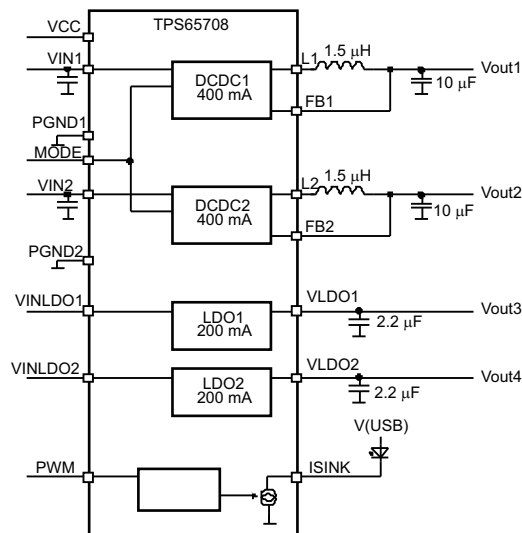 TPS65708
VCC
VIN1
L1
1.5 μH
Vout1
DCDC1
400 mA
10 μF
FB1
PGND1
MODE
VIN2
L2
1.5 μH
Vout2
DCDC2
400 mA
10 μF
FB2
PGND2
VINLDO1
LDO1
200 mA
VLDO1
Vout3
2.2 μF
VINLDO2
LDO2
200 mA
VLDO2
Vout4
2.2 μF
V(USB)
PWM
ISINK